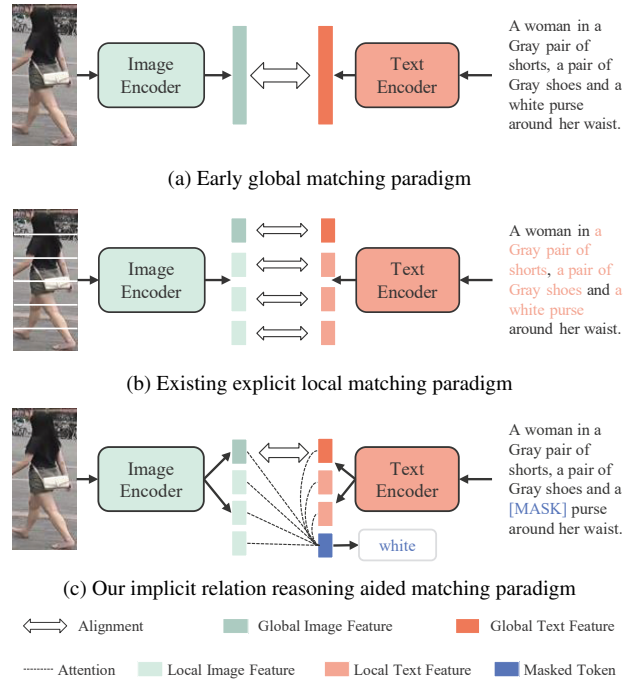 Image
Encoder
Text
Encoder
A woman in a
Gray pair of
shorts, a pair of
Gray shoes and a
white purse
around her waist.
(a) Early global matching paradigm
Image
Encoder
Text
Encoder
A woman in a
Gray pair of
shorts, a pair of
Gray shoes and a
white purse
around her waist.
(b) Existing explicit local matching paradigm
Image
Encoder
Text
Encoder
white
A woman in a
Gray pair of
shorts, a pair of
Gray shoes and a
[MASK] purse
around her waist.
(c) Our implicit relation reasoning aided matching paradigm
Alignment Global Image Feature Global Text Feature
Attention Local Image Feature Local Text Feature Masked Token